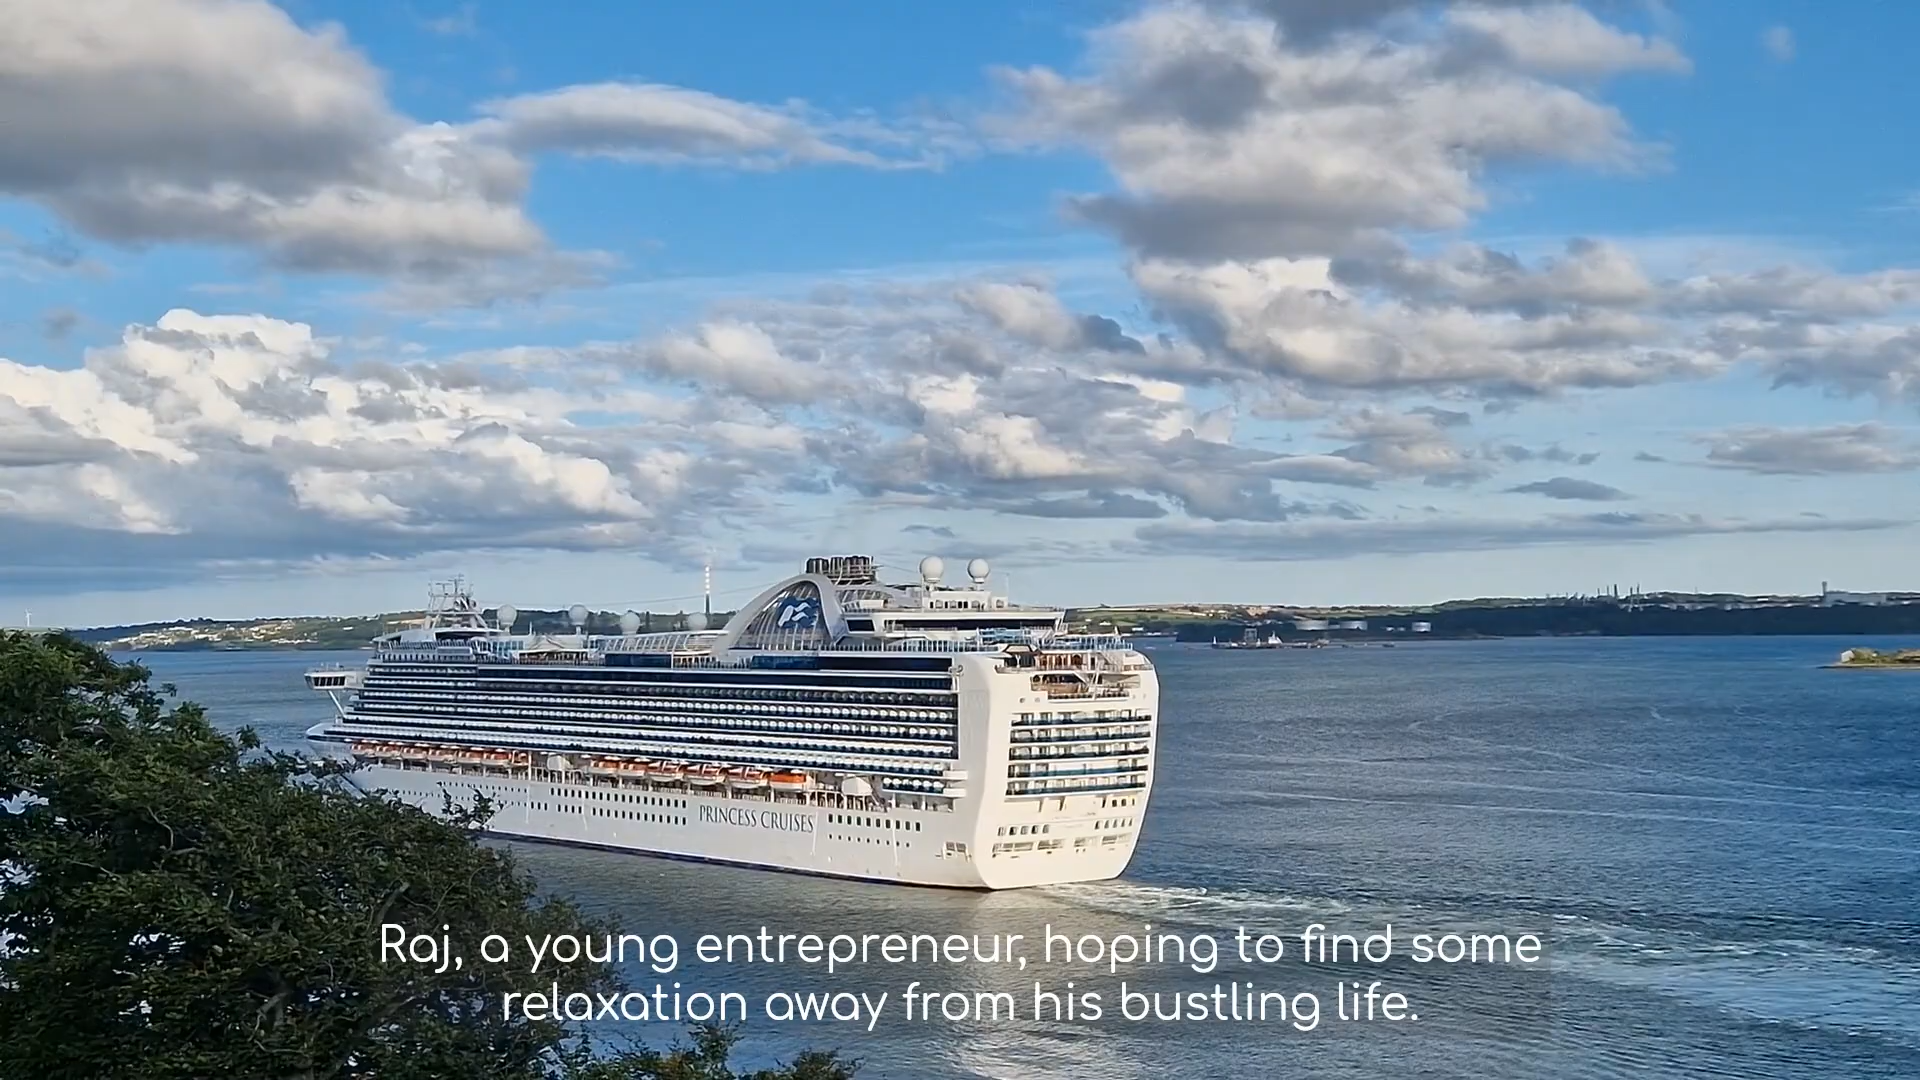 PRINCESS CRUISES
Raj, a young entrepreneur, hoping to find some
relaxation away from his bustling life.